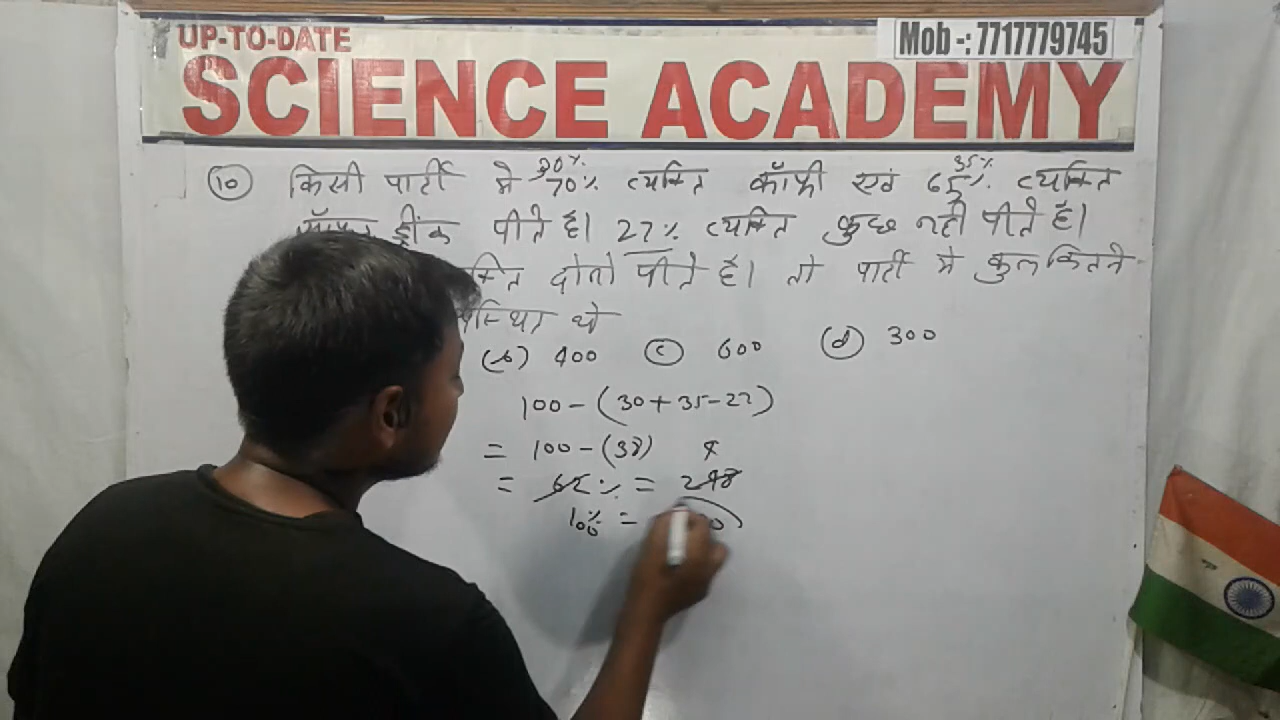 UP-TO-DATE
Mob -: 7717779745
SCIENCE ACADEMY
30% 35%
(10) किसी पार्टी मे 70% व्यक्ति कॉफी एवं 65% व्यक्ति
ड्रींक पीते है। 27% व्यक्ति कुछ नही पीते है।
दोनो पीते है। तो पार्टी मे कुल कितने
थे
(b) 400 (c) 600 (d) 300
100 - (30 + 35 - 27)
= 100 - (38) 4
= 62% = 248
100% =